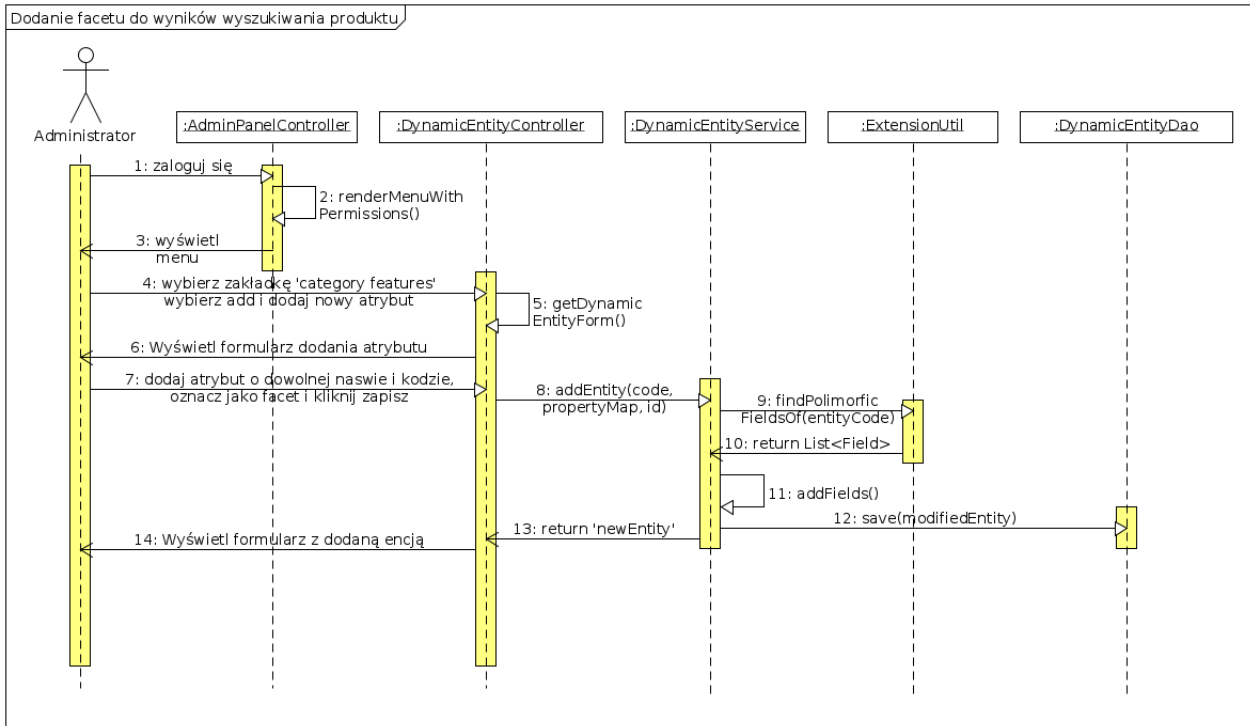 Dodanie facetu do wyników wyszukiwania produktu
Administrator
:AdminPanelController
:DynamicEntityController
:DynamicEntityService
:ExtensionUtil
:DynamicEntityDao
1: zaloguj się
2: renderMenuWith
Permissions()
3: wyświetl
menu
4: wybierz zakładkę 'category features'
wybierz add i dodaj nowy atrybut
5: getDynamic
EntityForm()
6: Wyświetl formularz dodania atrybutu
7: dodaj atrybut o dowolnej naswie i kodzie,
oznacz jako facet i kliknij zapisz
8: addEntity(code,
propertyMap, id)
9: findPolimorfic
FieldsOf(entityCode)
10: return List<Field>
11: addFields()
12: save(modifiedEntity)
13: return 'newEntity'
14: Wyświetl formularz z dodaną encją